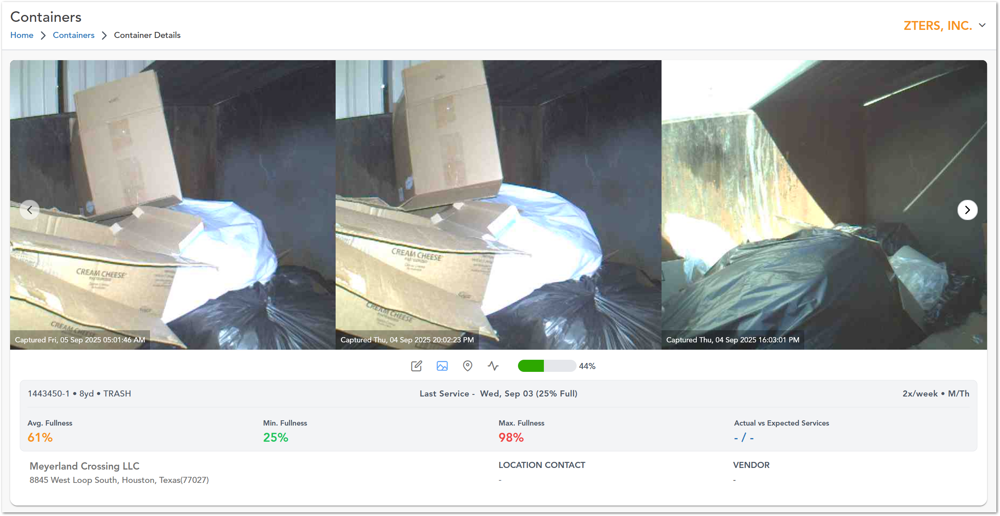 Containers
Home > Containers > Container Details
ZTERS, INC.
CREAM CHEESE
CREAM CHEESE
Captured Fri, 05 Sep 2025 05:01:46 AM
CREAM CHEESE
CREAM CHEESE
Captured Thu, 04 Sep 2025 20:02:23 PM
Captured Thu, 04 Sep 2025 16:03:01 PM
44%
1443450-1 • 8yd • TRASH
Last Service - Wed, Sep 03 (25% Full)
2x/week • M/Th
Avg. Fullness
61%
Min. Fullness
25%
Max. Fullness
98%
Actual vs Expected Services
- / -
Meyerland Crossing LLC
8845 West Loop South, Houston, Texas(77027)
LOCATION CONTACT
-
VENDOR
-